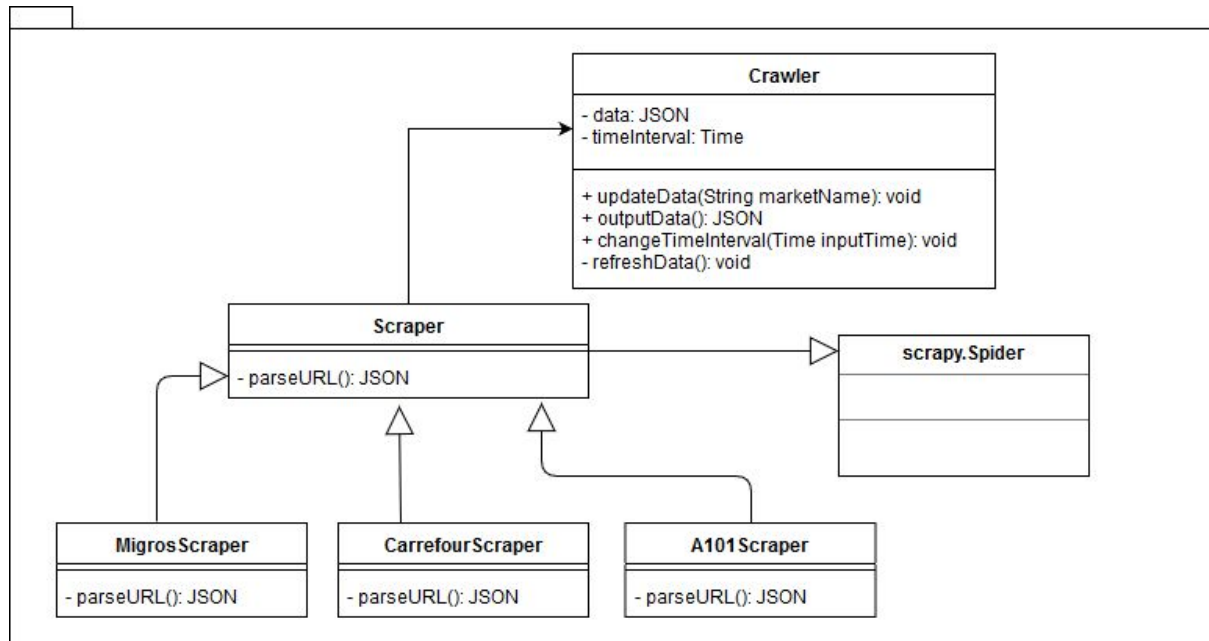 Crawler
- data: JSON
- timeInterval: Time
+ updateData(String marketName): void
+ outputData(): JSON
+ changeTimeInterval(Time inputTime): void
- refreshData(): void
Scraper
- parseURL(): JSON
scrapy.Spider
MigrosScraper
- parseURL(): JSON
CarrefourScraper
- parseURL(): JSON
A101Scraper
- parseURL(): JSON